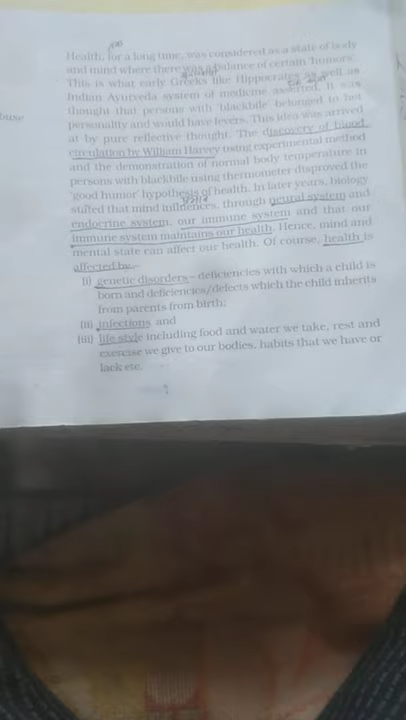 Health, for a long time, was considered as a state of body
and mind where there was a balance of certain 'humors'.
This is what early Greeks like Hippocrates as well as
Indian Ayurveda system of medicine asserted. It was
thought that persons with 'blackbile' belonged to hot
personality and would have fevers. This idea was arrived
at by pure reflective thought. The discovery of blood
circulation by William Harvey using experimental method
and the demonstration of normal body temperature in
persons with blackbile using thermometer disproved the
'good humor' hypothesis of health. In later years, biology
stated that mind influences, through neural system and
endocrine system, our immune system and that our
immune system maintains our health. Hence, mind and
mental state can affect our health. Of course, health is
affected by –
(i) genetic disorders – deficiencies with which a child is
born and deficiencies/defects which the child inherits
from parents from birth;
(ii) infections and
(iii) life style including food and water we take, rest and
exercise we give to our bodies, habits that we have or
lack etc.